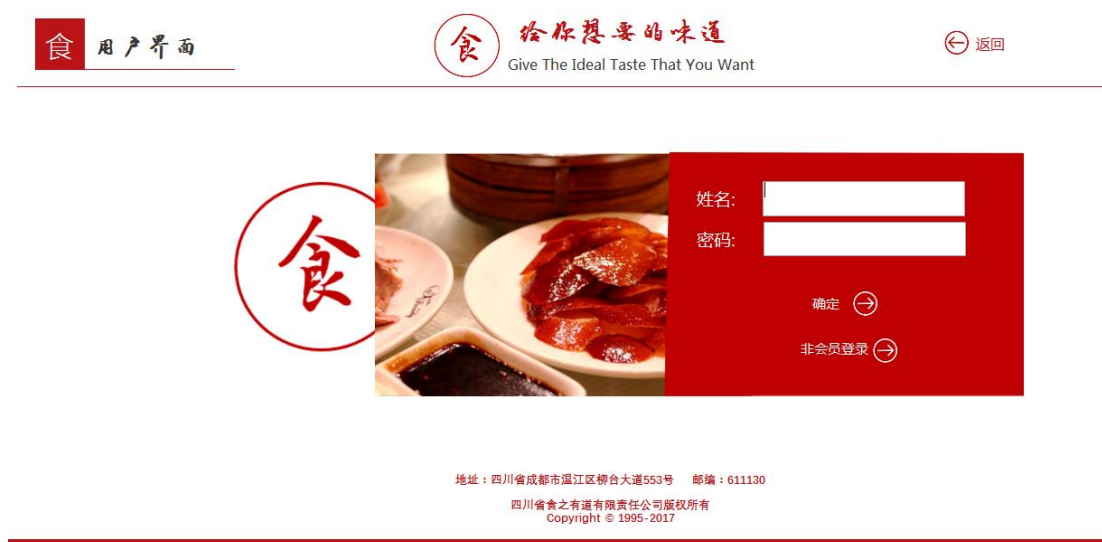 食 用户界面
食 给你想要的味道
Give The Ideal Taste That You Want
返回
食
姓名:
密码:
确定
非会员登录
地址：四川省成都市温江区柳台大道553号 邮编：611130
四川省食之有道有限责任公司版权所有
Copyright © 1995-2017